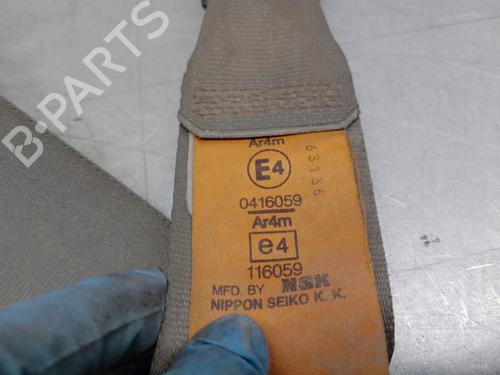 B-PARTS
Ar4m
E4
0416059
Ar4m
e4
116059
MFD. BY NSK
NIPPON SEIKO K. K.
63136